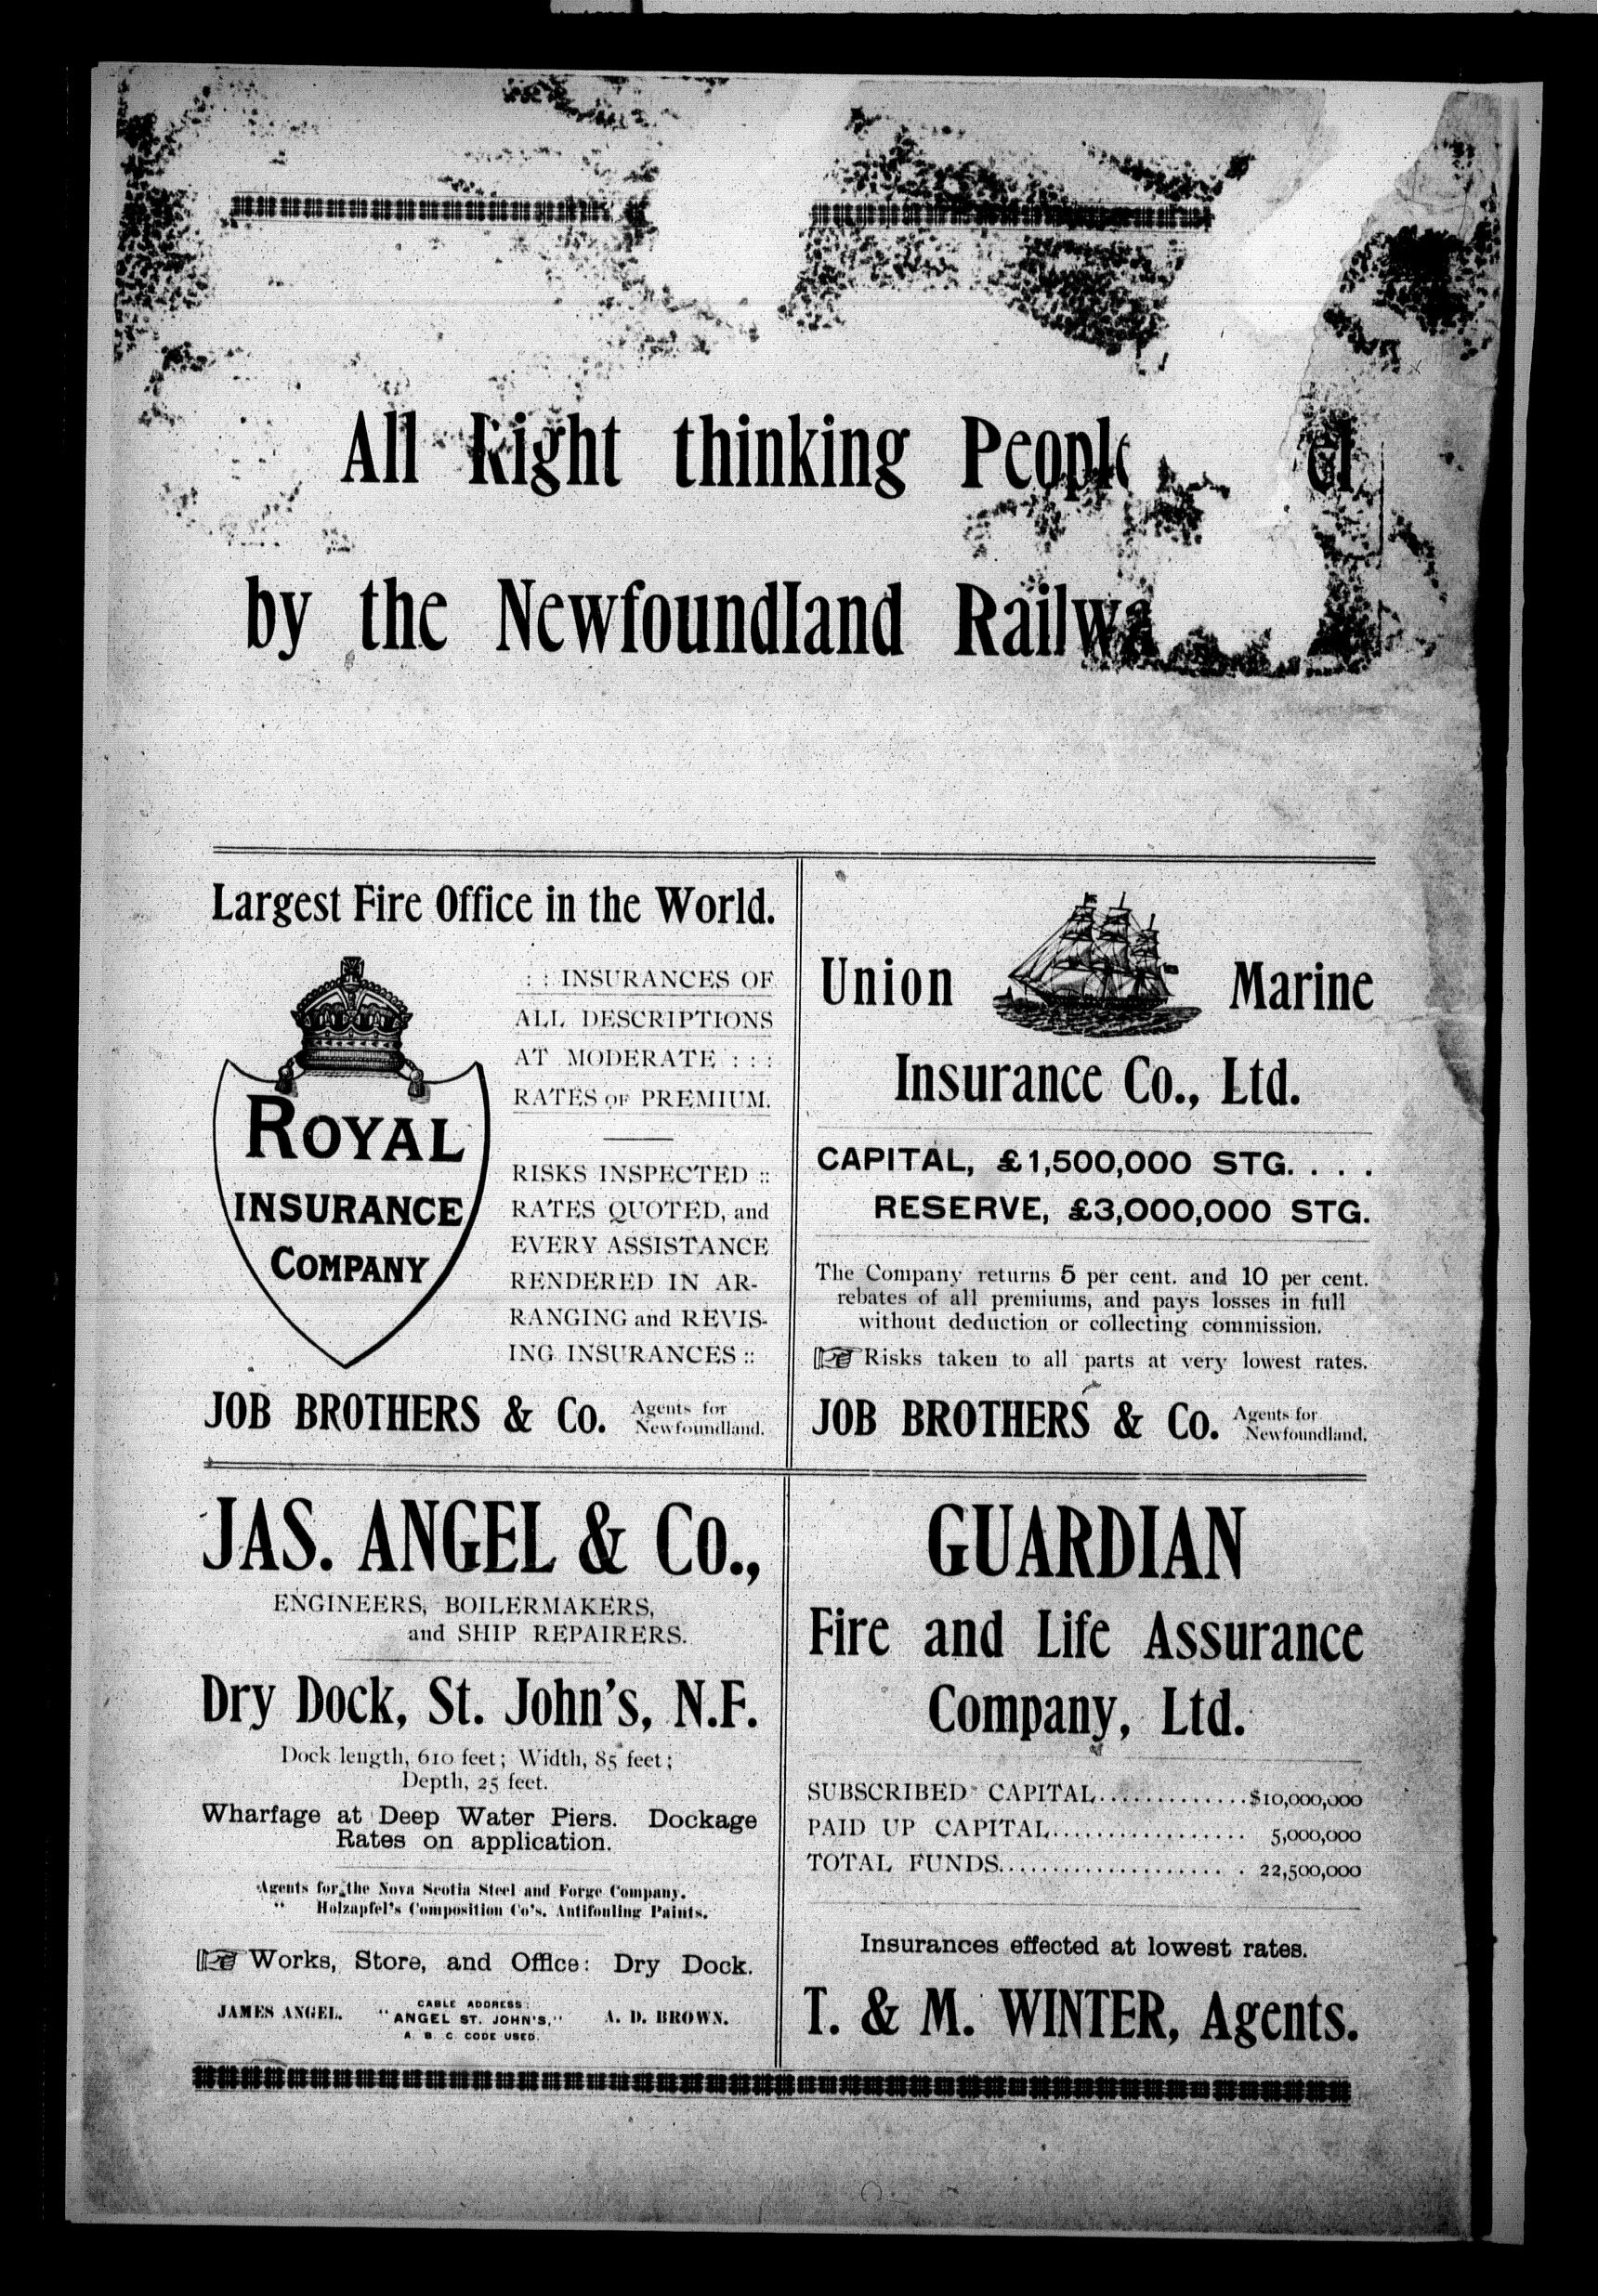 All Right thinking People
by the Newfoundland
Largest Fire Office in the World.
ROYAL
INSURANCE
COMPANY
: : INSURANCES OF
ALL DESCRIPTIONS
AT MODERATE : : :
RATES OF PREMIUM.
RISKS INSPECTED ::
RATES QUOTED, and
EVERY ASSISTANCE
RENDERED IN AR-
RANGING and REVIS-
ING INSURANCES ::
JOB BROTHERS & Co. Agents for
Newfoundland.
Union Marine
Insurance Co., Ltd.
CAPITAL, £1,500,000 STG. . . .
RESERVE, £3,000,000 STG.
The Company returns 5 per cent. and 10 per cent.
rebates of all premiums, and pays losses in full
without deduction or collecting commission.
Risks taken to all parts at very lowest rates.
JOB BROTHERS & Co. Agents for
Newfoundland.
JAS. ANGEL & Co.,
ENGINEERS, BOILERMAKERS,
and SHIP REPAIRERS.
Dry Dock, St. John's, N.F.
Dock length, 610 feet; Width, 85 feet;
Depth, 25 feet.
Wharfage at Deep Water Piers. Dockage
Rates on application.
Agents for the Nova Scotia Steel and Forge Company.
" Holzapfel's Composition Co's. Antifouling Paints.
Works, Store, and Office: Dry Dock.
JAMES ANGEL.
CABLE ADDRESS:
"ANGEL ST. JOHN'S,"
A. B. C. CODE USED.
A. D. BROWN.
GUARDIAN
Fire and Life Assurance
Company, Ltd.
SUBSCRIBED CAPITAL.............$10,000,000
PAID UP CAPITAL................. 5,000,000
TOTAL FUNDS...................... 22,500,000
Insurances effected at lowest rates.
T. & M. WINTER, Agents.